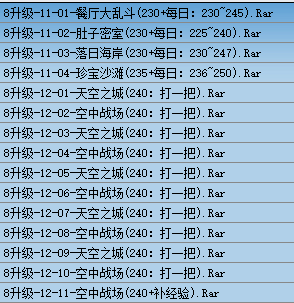 8升级-11-01-餐厅大乱斗(230+每日：230~245).Rar
8升级-11-02-肚子密室(230+每日：225~240).Rar
8升级-11-03-落日海岸(230+每日：230~247).Rar
8升级-11-04-珍宝沙滩(235+每日：236~250).Rar
8升级-12-01-天空之城(240：打一把).Rar
8升级-12-02-空中战场(240：打一把).Rar
8升级-12-03-天空之城(240：打一把).Rar
8升级-12-04-空中战场(240：打一把).Rar
8升级-12-05-天空之城(240：打一把).Rar
8升级-12-06-空中战场(240：打一把).Rar
8升级-12-07-天空之城(240：打一把).Rar
8升级-12-08-空中战场(240：打一把).Rar
8升级-12-09-天空之城(240：打一把).Rar
8升级-12-10-空中战场(240：打一把).Rar
8升级-12-11-空中战场(240+补经验).Rar